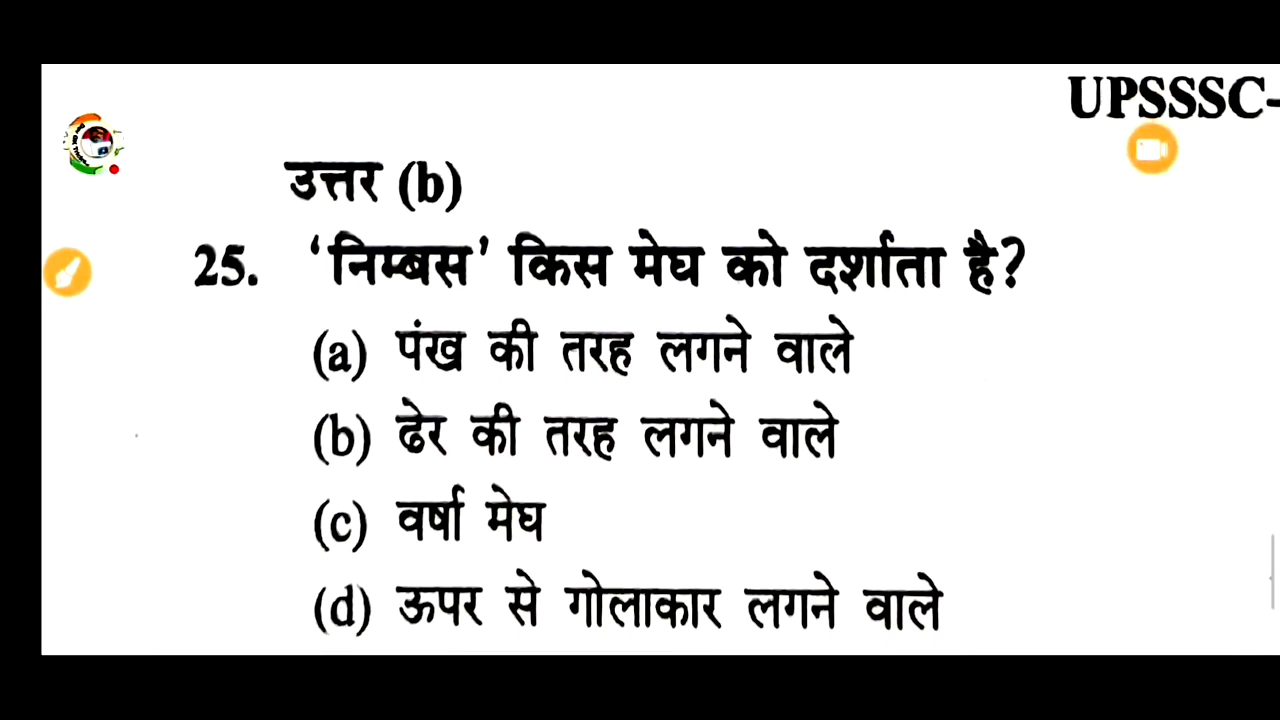 UPSSSC-
उत्तर (b)
25. ‘निम्बस’ किस मेघ को दर्शाता है?
(a) पंख की तरह लगने वाले
(b) ढेर की तरह लगने वाले
(c) वर्षा मेघ
(d) ऊपर से गोलाकार लगने वाले